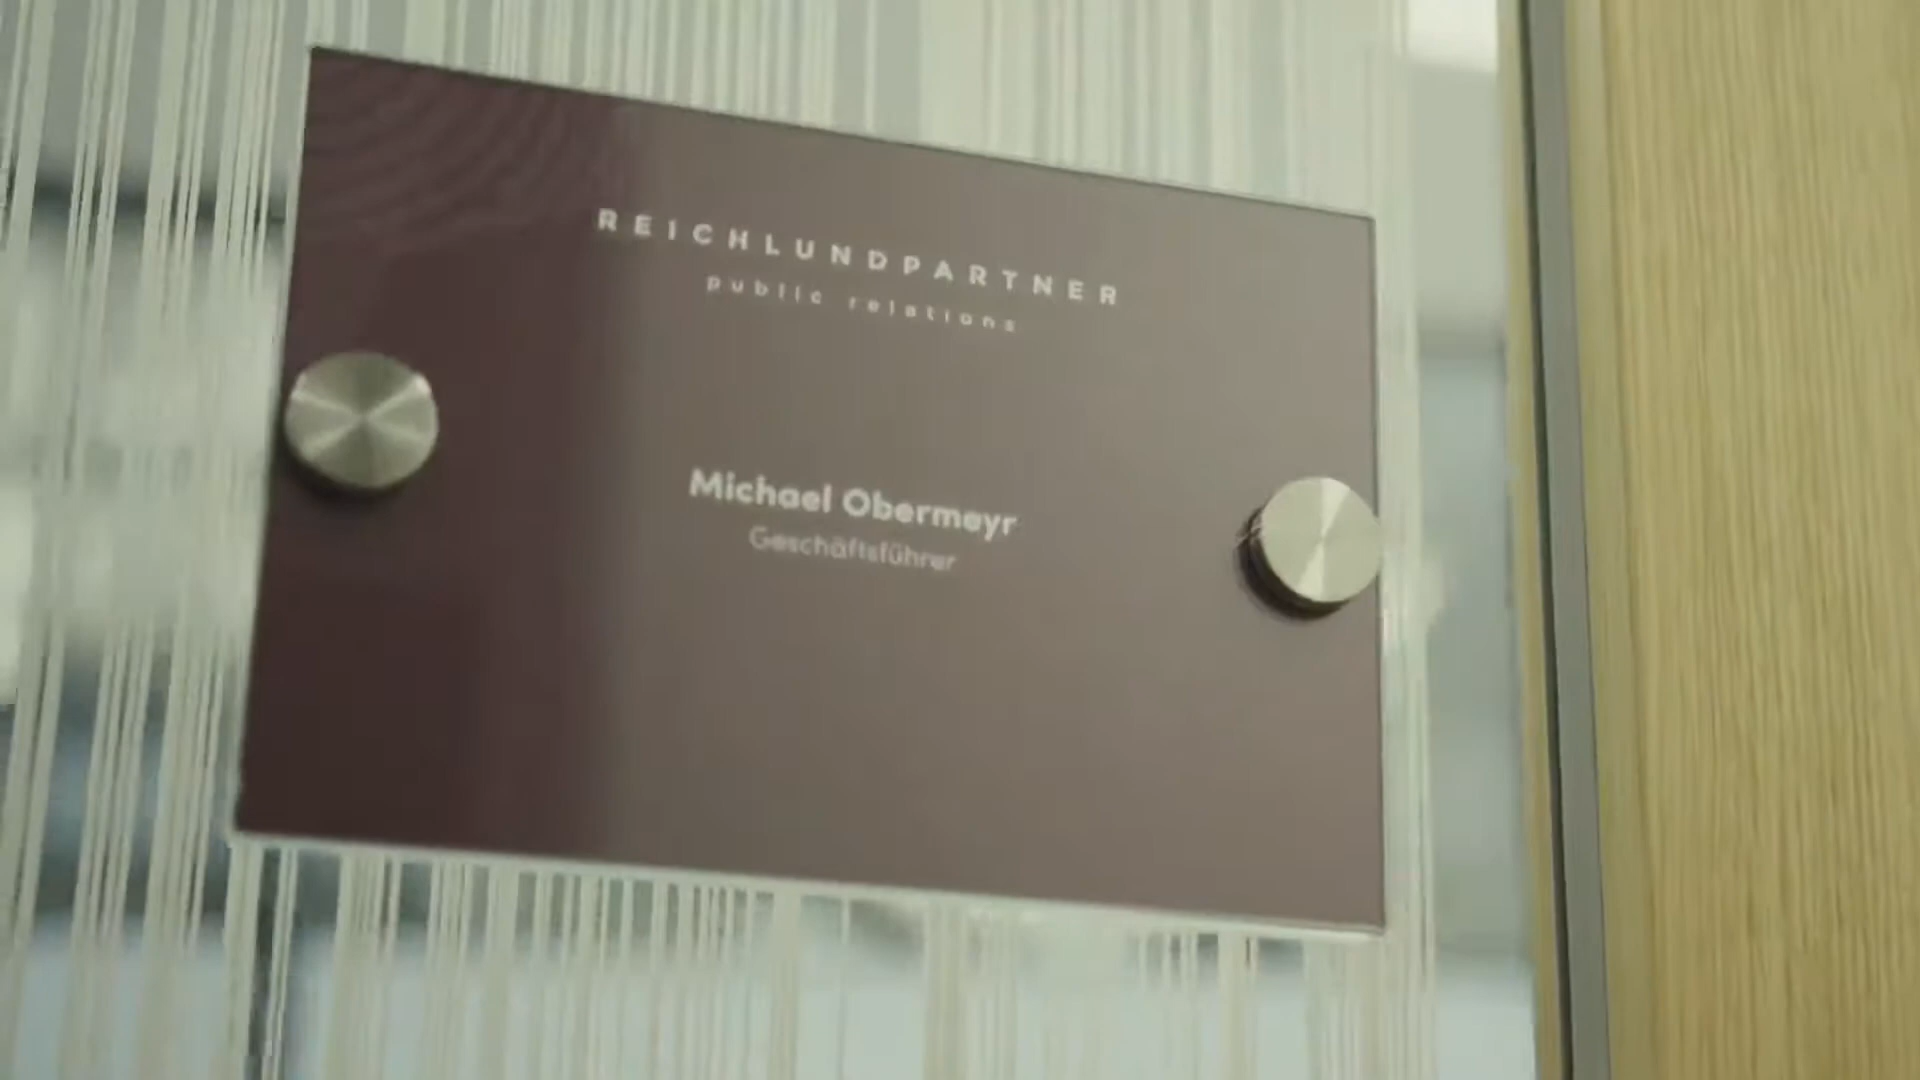 REICHLUNDPARTNER
public relations
Michael Obermeyr
Geschäftsführer